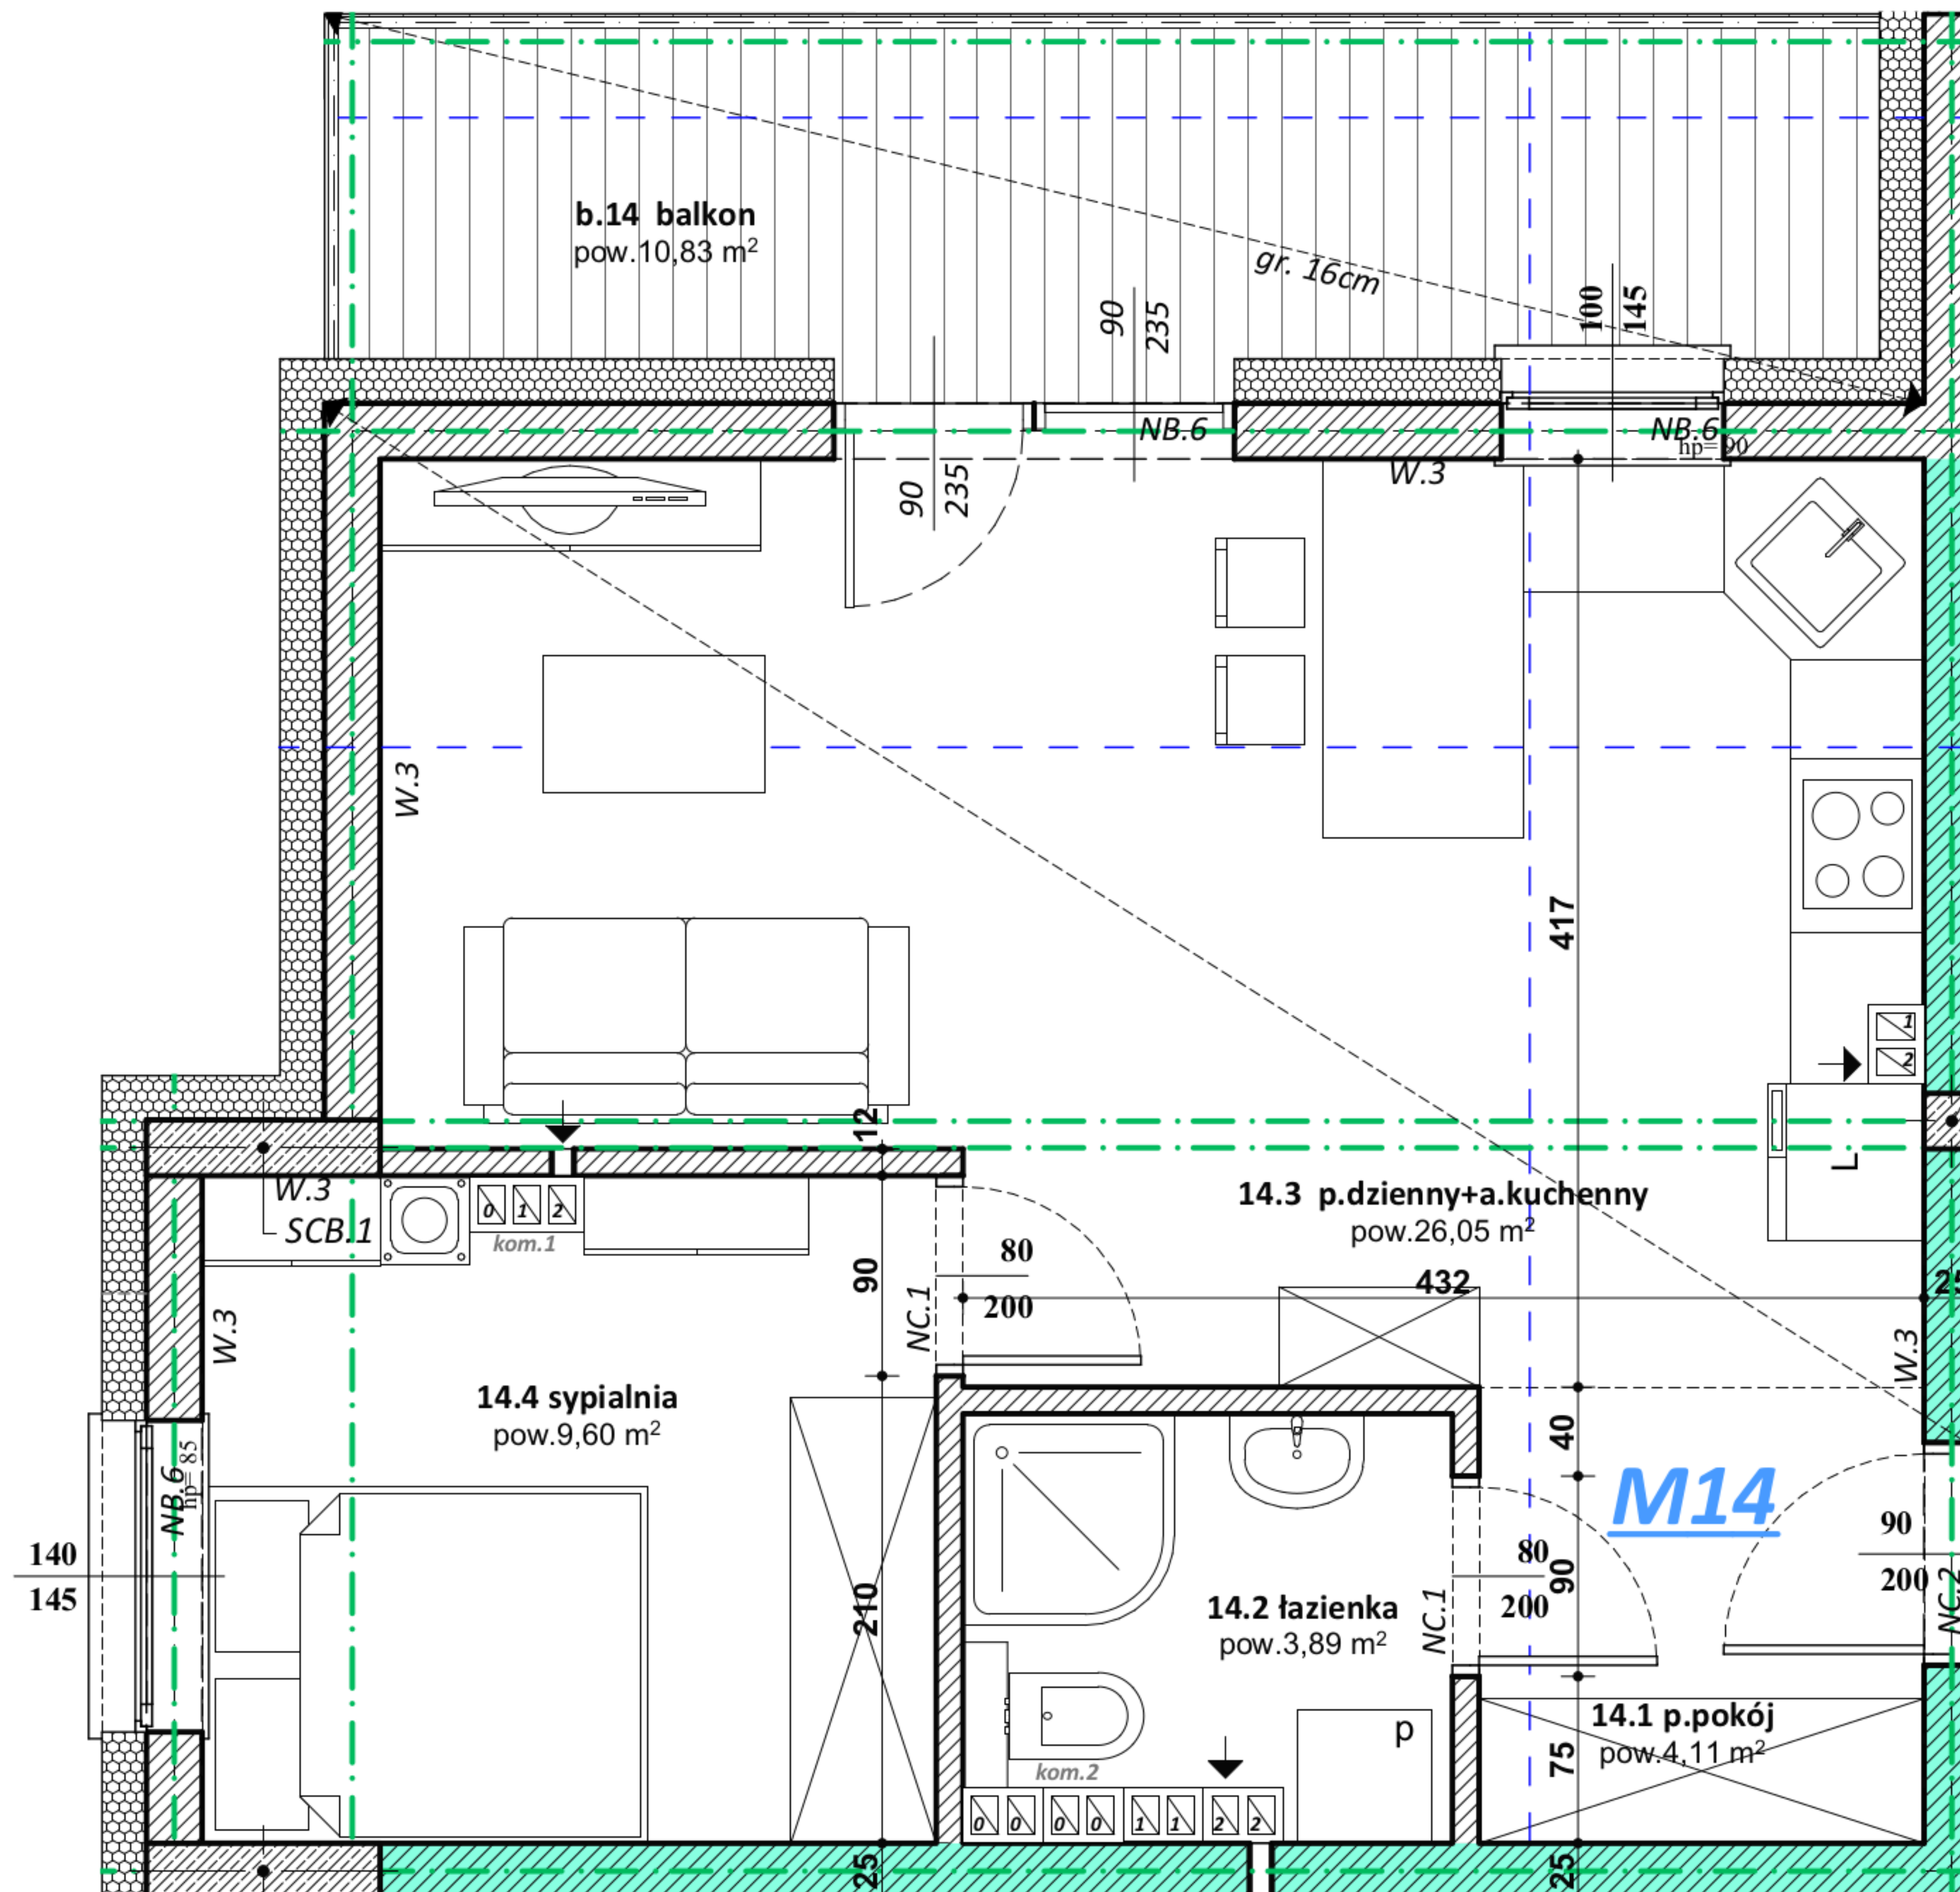 b.14 balkon
pow.10,83 m²
gr. 16cm
90
235
100
145
NB.6
NB.6
hp= 90
W.3
90
235
W.3
417
1
2
12
L
W.3
SCB.1
0 1 2
kom.1
14.3 p.dzienny+a.kuchenny
pow.26,05 m²
80
200
90
NC.1
432
25
W.3
W.3
14.4 sypialnia
pow.9,60 m²
40
M14
NB.6
hp= 85
140
145
210
80
200
90
90
200
NC.2
14.2 łazienka
pow.3,89 m²
NC.1
14.1 p.pokój
pow.4,11 m²
p
75
kom.2
0 0 0 0 1 1 2 2
25
25